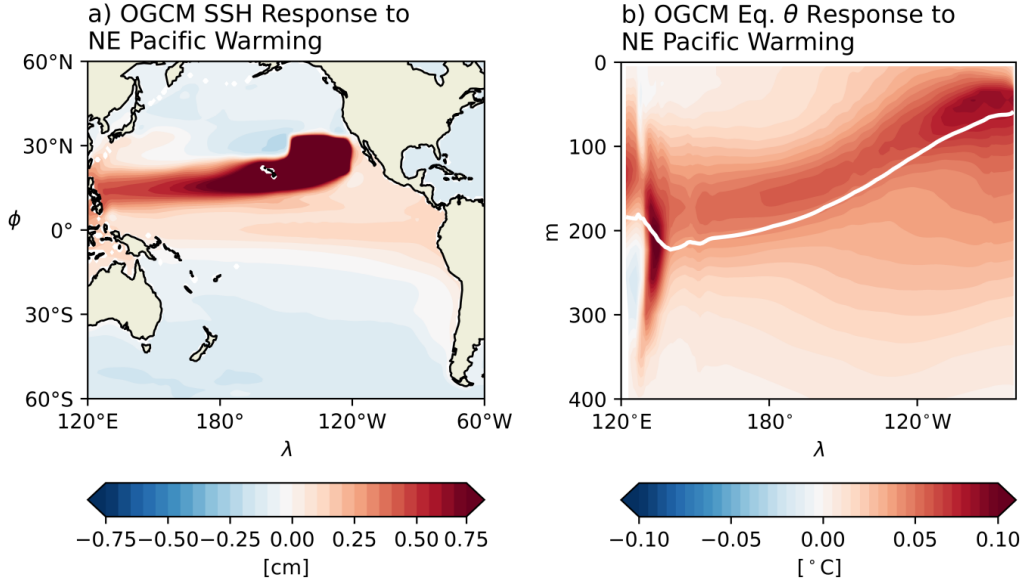 a) OGCM SSH Response to
NE Pacific Warming
60°N
30°N
0°
30°S
60°S
ϕ
120°E
180°
120°W
60°W
λ
−0.75
−0.50
−0.25
0.00
0.25
0.50
0.75
[cm]
b) OGCM Eq. θ Response to
NE Pacific Warming
0
100
200
300
400
m
120°E
180°
120°W
λ
−0.10
−0.05
0.00
0.05
0.10
[°C]